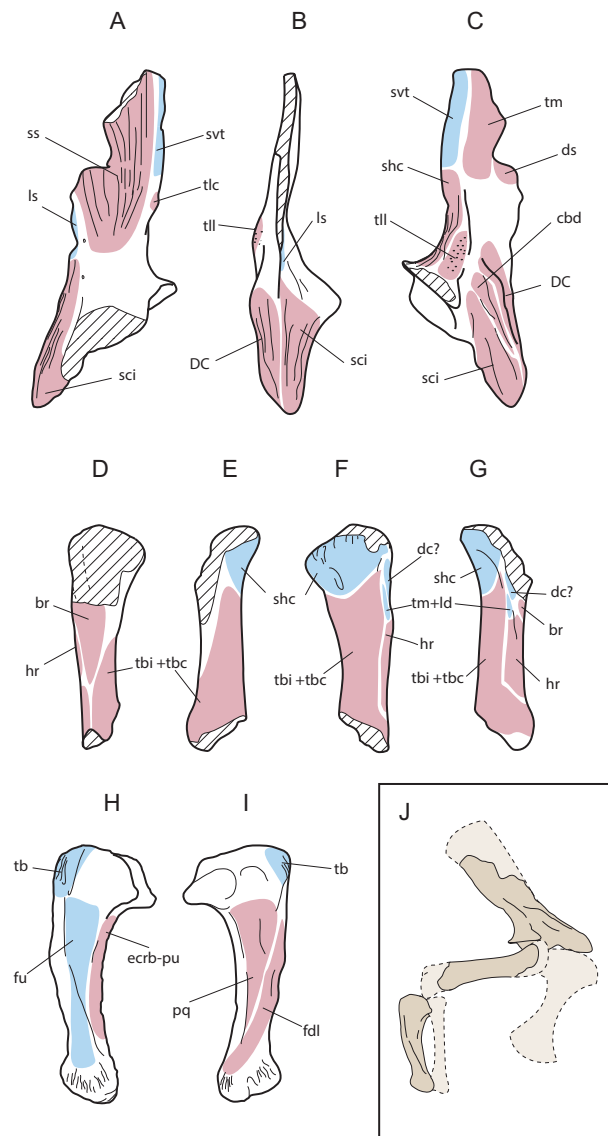 A
B
C
ss
svt
ls
tlc
sci
tll
ls
DC
sci
svt
tm
shc
ds
tll
cbd
DC
sci
D
E
F
G
br
hr
tbi +tbc
shc
dc?
tm+ld
hr
tbi +tbc
shc
dc?
br
tbi + tbc
hr
H
I
J
tb
fu
ecrb-pu
tb
pq
fdl